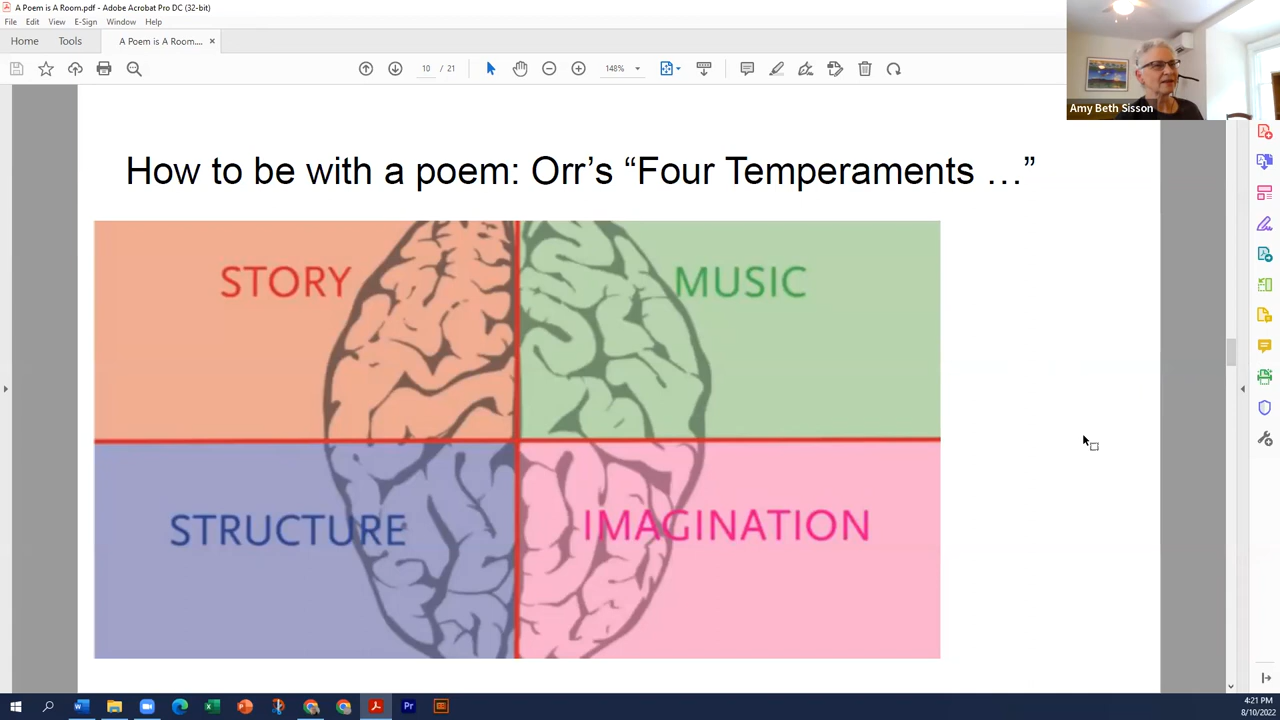 A Poem is A Room.pdf - Adobe Acrobat Pro DC (32-bit)
File Edit View E-Sign Window Help
Home Tools A Poem is A Room.... ×
10 / 21 148%
Amy Beth Sisson
How to be with a poem: Orr's “Four Temperaments …”
STORY
MUSIC
STRUCTURE
IMAGINATION
Pr
4:21 PM
8/10/2022